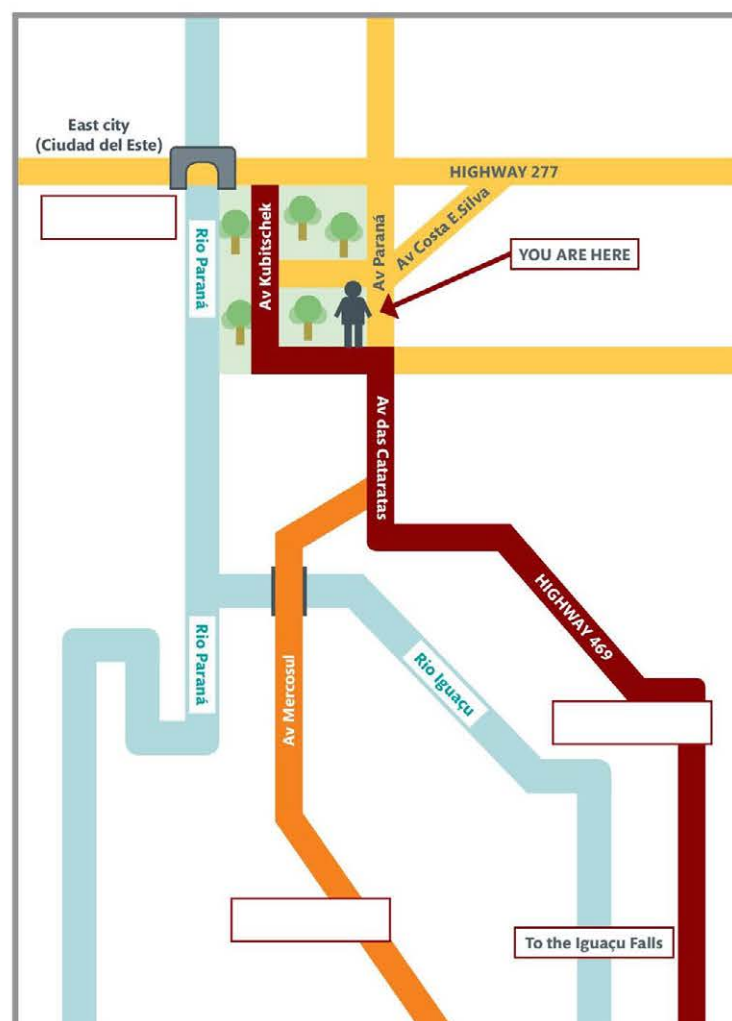 East city
(Ciudad del Este)
HIGHWAY 277
Av Costa E.Silva
Av Paraná
Av Kubitschek
Rio Paraná
YOU ARE HERE
Av das Cataratas
HIGHWAY 469
Rio Paraná
Av Mercosul
Rio Iguaçu
To the Iguaçu Falls